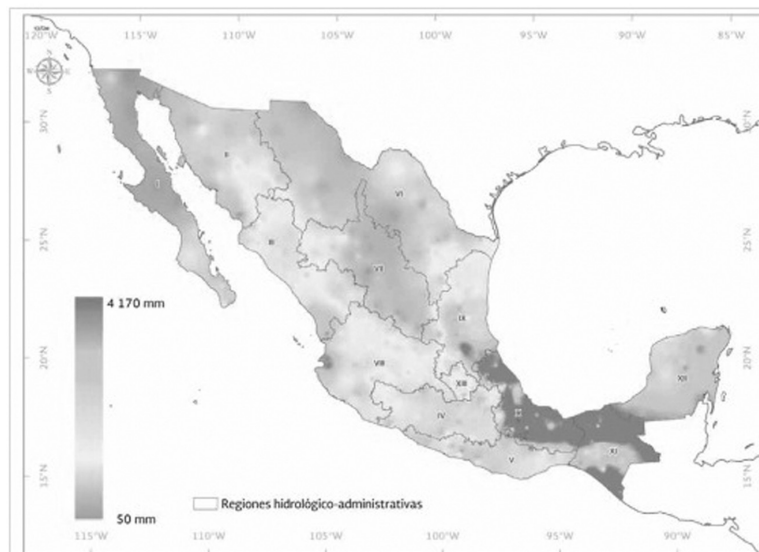 120°W 115°W 110°W 105°W 100°W 95°W 90°W 85°W
N
S
30°N 30°N
II
VI
I
25°N III 25°N
VII
4 170 mm
IX
20°N VIII XIII XII 20°N
IV X
V XI
15°N Regiones hidrológico-administrativas 15°N
50 mm
115°W 110°W 105°W 100°W 95°W 90°W